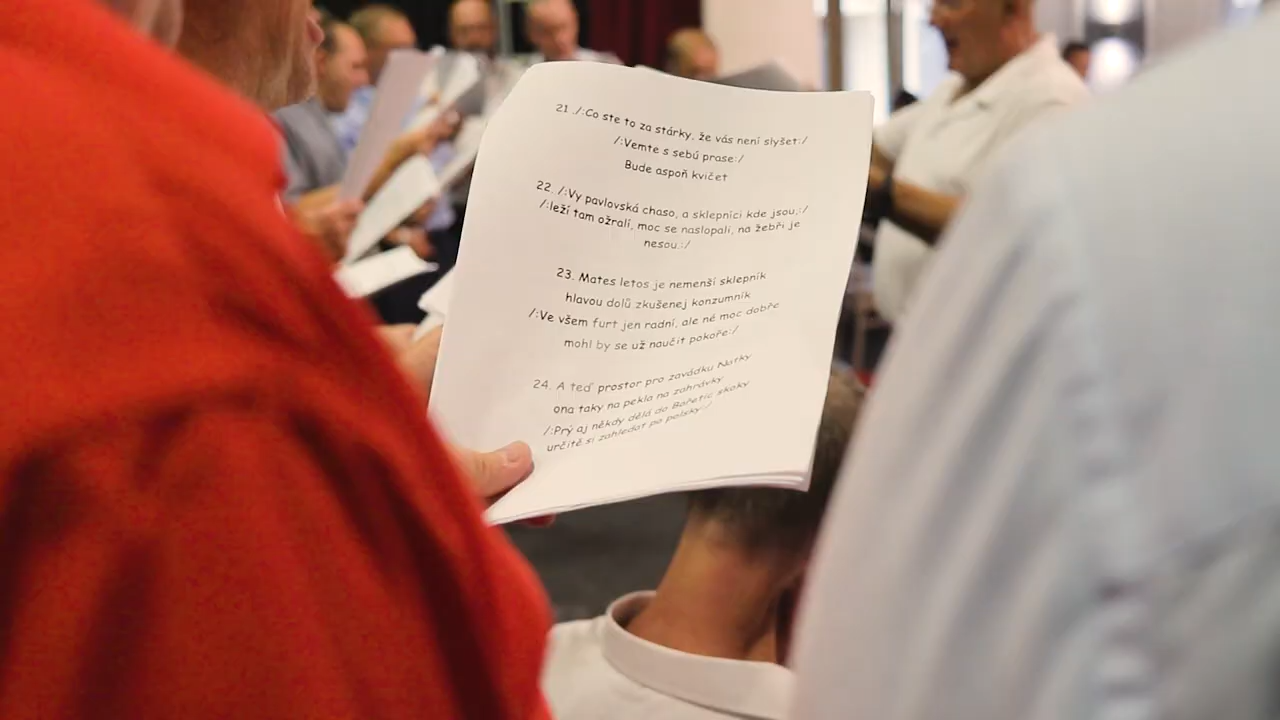 21./:Co ste to za stárky, že vás není slyšet:/
/:Vemte s sebú prase:/
Bude aspoň kvičet
22. /:Vy pavlovská chaso, a sklepníci kde jsou,:/
/:leží tam ožralí, moc se naslopali, na žebři je
nesou.:/
23. Mates letos je nemenší sklepník
hlavou dolů zkušenej konzumník
/:Ve všem furt jen radní, ale né moc dobře
mohl by se už naučit pokoře:/
24. A teď prostor pro zavádku Natky
ona taky na pekla na zahrávky
/:Prý aj někdy dělá do Bořetic skoky
určitě si zahledat po polsky:/